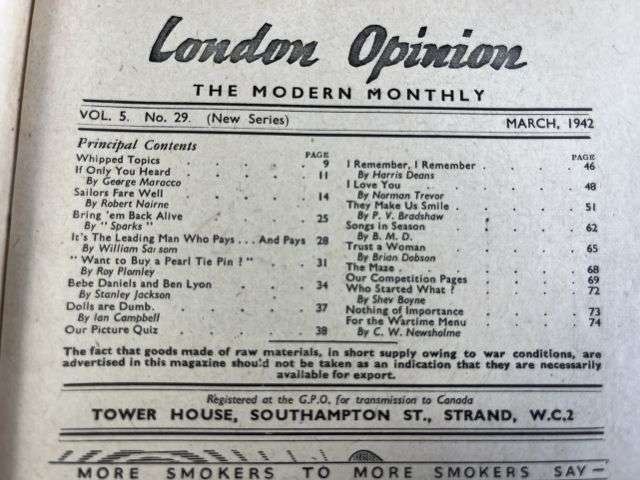 London Opinion
THE MODERN MONTHLY
VOL. 5. No. 29. (New Series) MARCH, 1942
Principal Contents
PAGE
Whipped Topics . . . . 9
If Only You Heard . . . . 11
By George Maracco
Sailors Fare Well . . . . 14
By Robert Nairne
Bring 'em Back Alive . . . . 25
By "Sparks"
It's The Leading Man Who Pays . . . And Pays 28
By William Sansom
"Want to Buy a Pearl Tie Pin?" . . . 31
By Roy Plomley
Bebe Daniels and Ben Lyon . . . . 34
By Stanley Jackson
Dolls are Dumb. . . . . 37
By Ian Campbell
Our Picture Quiz . . . . 38
PAGE
I Remember, I Remember . . . . 46
By Harris Deans
I Love You . . . . 48
By Norman Trevor
They Make Us Smile . . . . 51
By P. V. Bradshaw
Songs in Season . . . . 62
By B. M. D.
Trust a Woman . . . . 65
By Brian Dobson
The Maze . . . . 68
Our Competition Pages . . . . 69
Who Started What? . . . . 72
By Shev Boyne
Nothing of Importance . . . . 73
For the Wartime Menu . . . . 74
By C. W. Newsholme
The fact that goods made of raw materials, in short supply owing to war conditions, are
advertised in this magazine should not be taken as an indication that they are necessarily
available for export.
Registered at the G.P.O. for transmission to Canada
TOWER HOUSE, SOUTHAMPTON ST., STRAND, W.C.2
MORE SMOKERS TO MORE SMOKERS SAY—